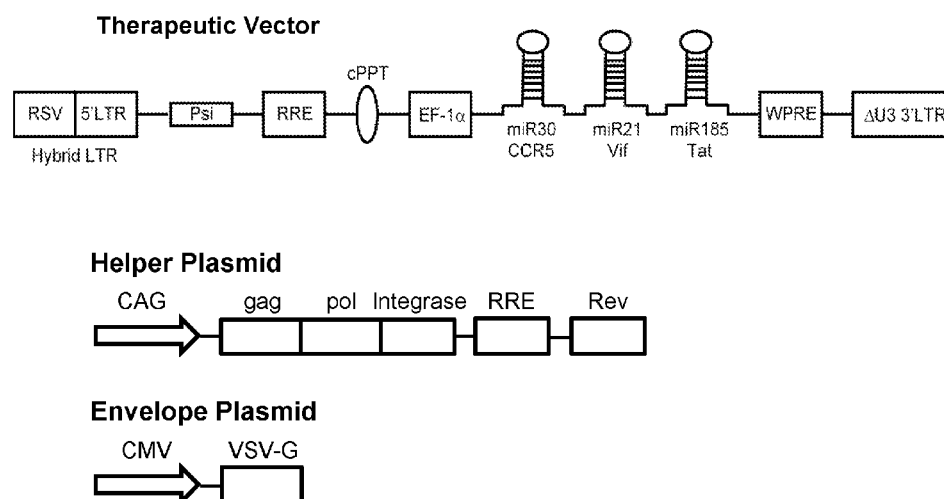 Therapeutic Vector
cPPT
RSV 5'LTR Psi RRE EF-1α WPRE ΔU3 3'LTR
Hybrid LTR
miR30 miR21 miR185
CCR5 Vif Tat
Helper Plasmid
CAG gag pol Integrase RRE Rev
Envelope Plasmid
CMV VSV-G